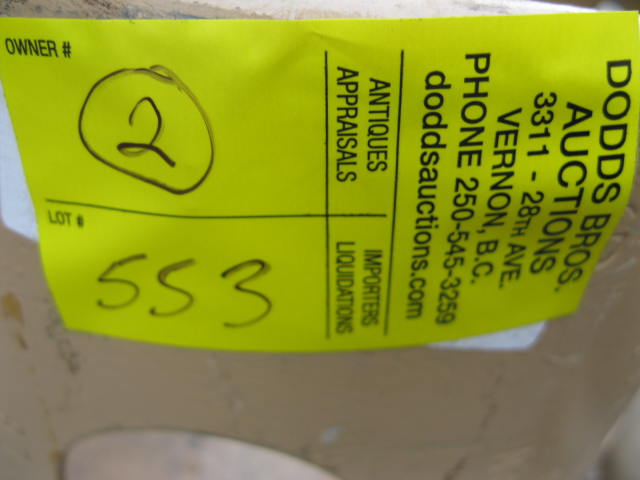 DODDS BROS.
AUCTIONS
3311 - 28TH AVE.
VERNON, B.C.
PHONE 250-545-3259
doddsauctions.com
ANTIQUES
APPRAISALS
IMPORTERS
LIQUIDATIONS
OWNER #
2
LOT #
553